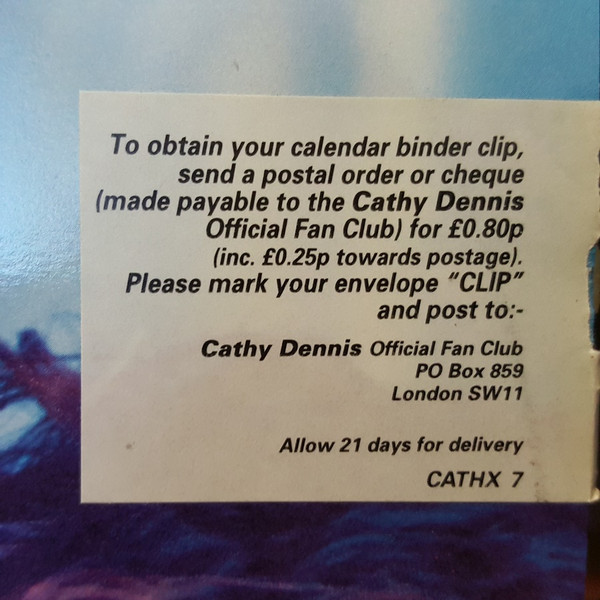 To obtain your calendar binder clip,
send a postal order or cheque
(made payable to the Cathy Dennis
Official Fan Club) for £0.80p
(inc. £0.25p towards postage).
Please mark your envelope "CLIP"
and post to:-
Cathy Dennis Official Fan Club
PO Box 859
London SW11
Allow 21 days for delivery
CATHX 7